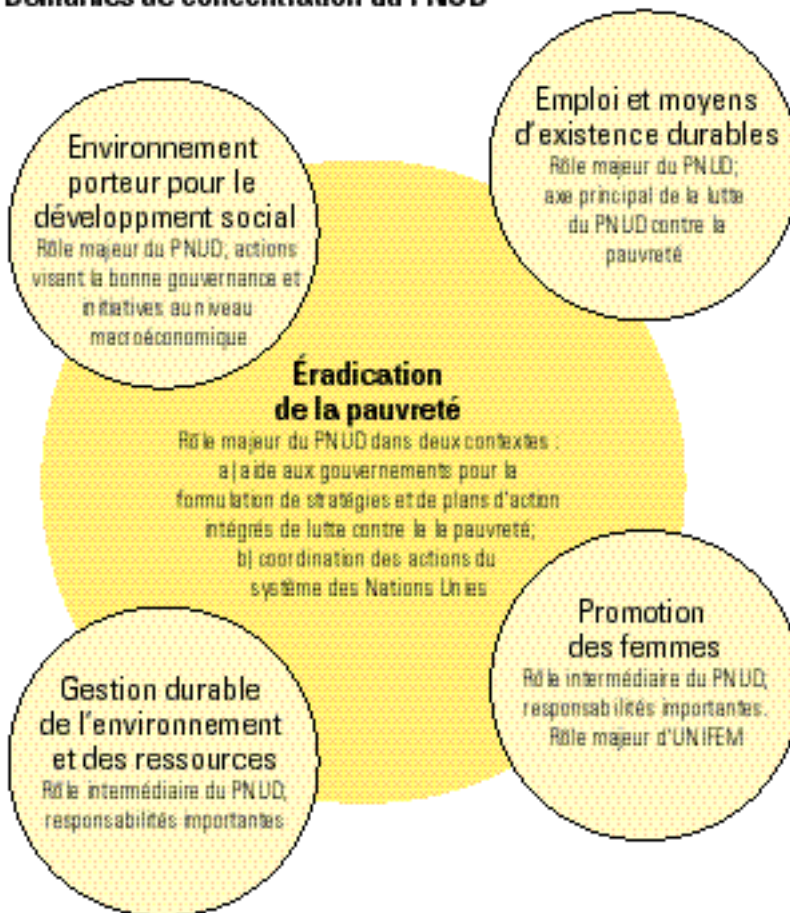 de concentration du PNUD
Environnement
porteur pour le
développment social
Rôle majeur du PNUD; actions
visant la bonne gouvernance et
initiatives au niveau
macroéconomique
Emploi et moyens
d'existence durables
Rôle majeur du PNUD;
axe principal de la lutte
du PNUD contre la
pauvreté
Éradication
de la pauvreté
Rôle majeur du PNUD dans deux contextes :
a) aide aux gouvernements pour la
formulation de stratégies et de plans d'action
intégrés de lutte contre la la pauvreté;
b) coordination des actions du
système des Nations Unies
Gestion durable
de l'environnement
et des ressources
Rôle intermédiaire du PNUD;
responsabilités importantes
Promotion
des femmes
Rôle intermédiaire du PNUD;
responsabilités importantes.
Rôle majeur d'UNIFEM